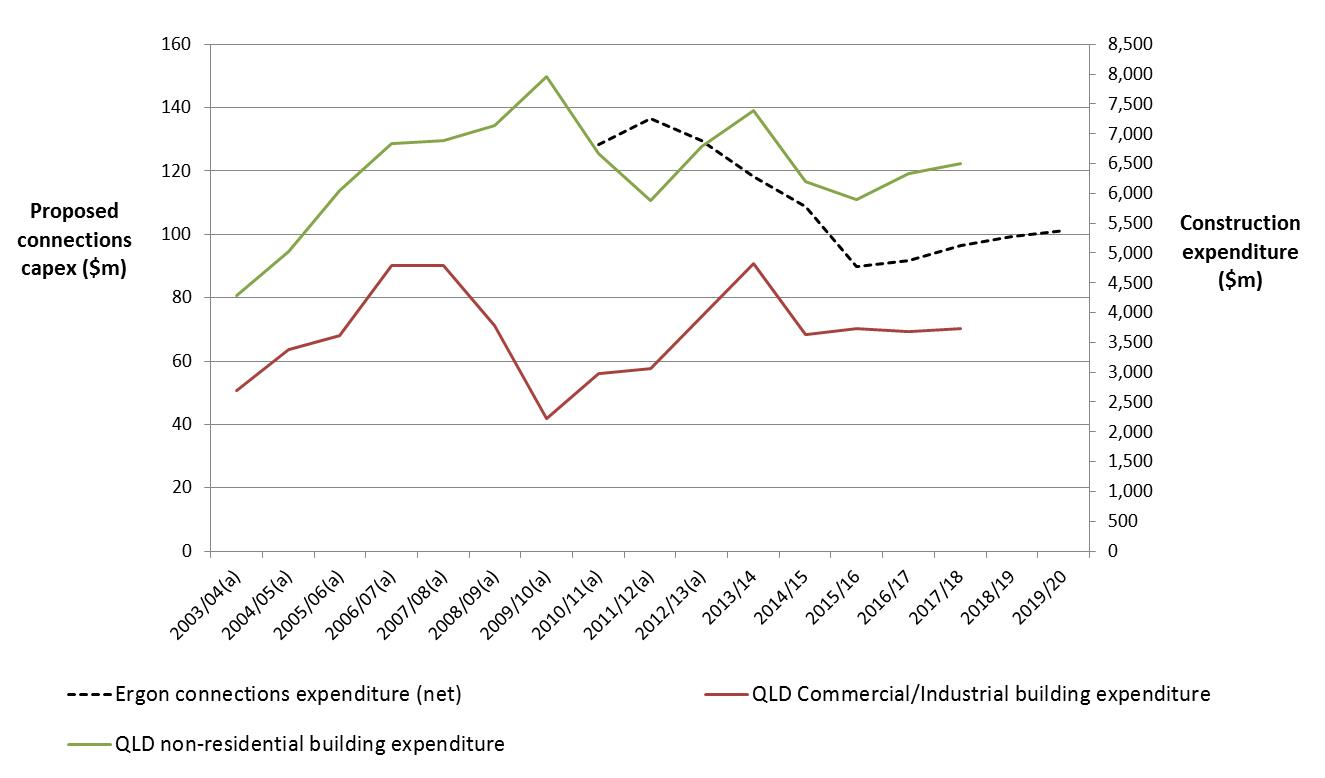 160
140
120
100
80
60
40
20
0
Proposed
connections
capex ($m)
8,500
8,000
7,500
7,000
6,500
6,000
5,500
5,000
4,500
4,000
3,500
3,000
2,500
2,000
1,500
1,000
500
0
Construction
expenditure
($m)
2003/04(a)
2004/05(a)
2005/06(a)
2006/07(a)
2007/08(a)
2008/09(a)
2009/10(a)
2010/11(a)
2011/12(a)
2012/13(a)
2013/14
2014/15
2015/16
2016/17
2017/18
2018/19
2019/20
Ergon connections expenditure (net)
QLD Commercial/Industrial building expenditure
QLD non-residential building expenditure